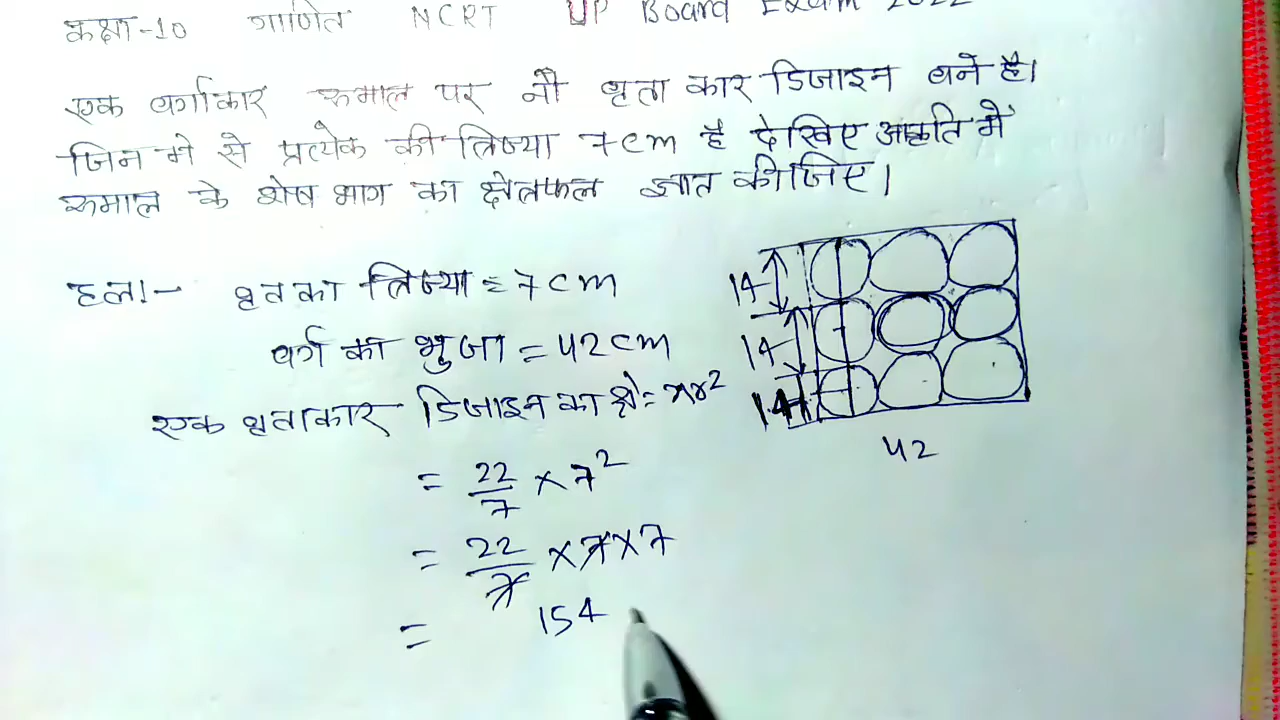 कक्षा-10 गणित NCRT UP Board Exam 2022
एक वर्गाकार रूमाल पर नौ वृत्ता कार डिजाइन बने है।
जिन मे से प्रत्येक की त्रिज्या 7cm है देखिए आकृति में
रूमाल के शेष भाग का क्षेत्रफल ज्ञात कीजिए।
हल।- वृत का त्रिज्या = 7cm
वर्ग की भुजा = 42cm
एक वृताकार डिजाइन का क्षे॰= πr²
= 22/7 × 7²
= 22/7 × 7 × 7
= 154
14
14
14
42